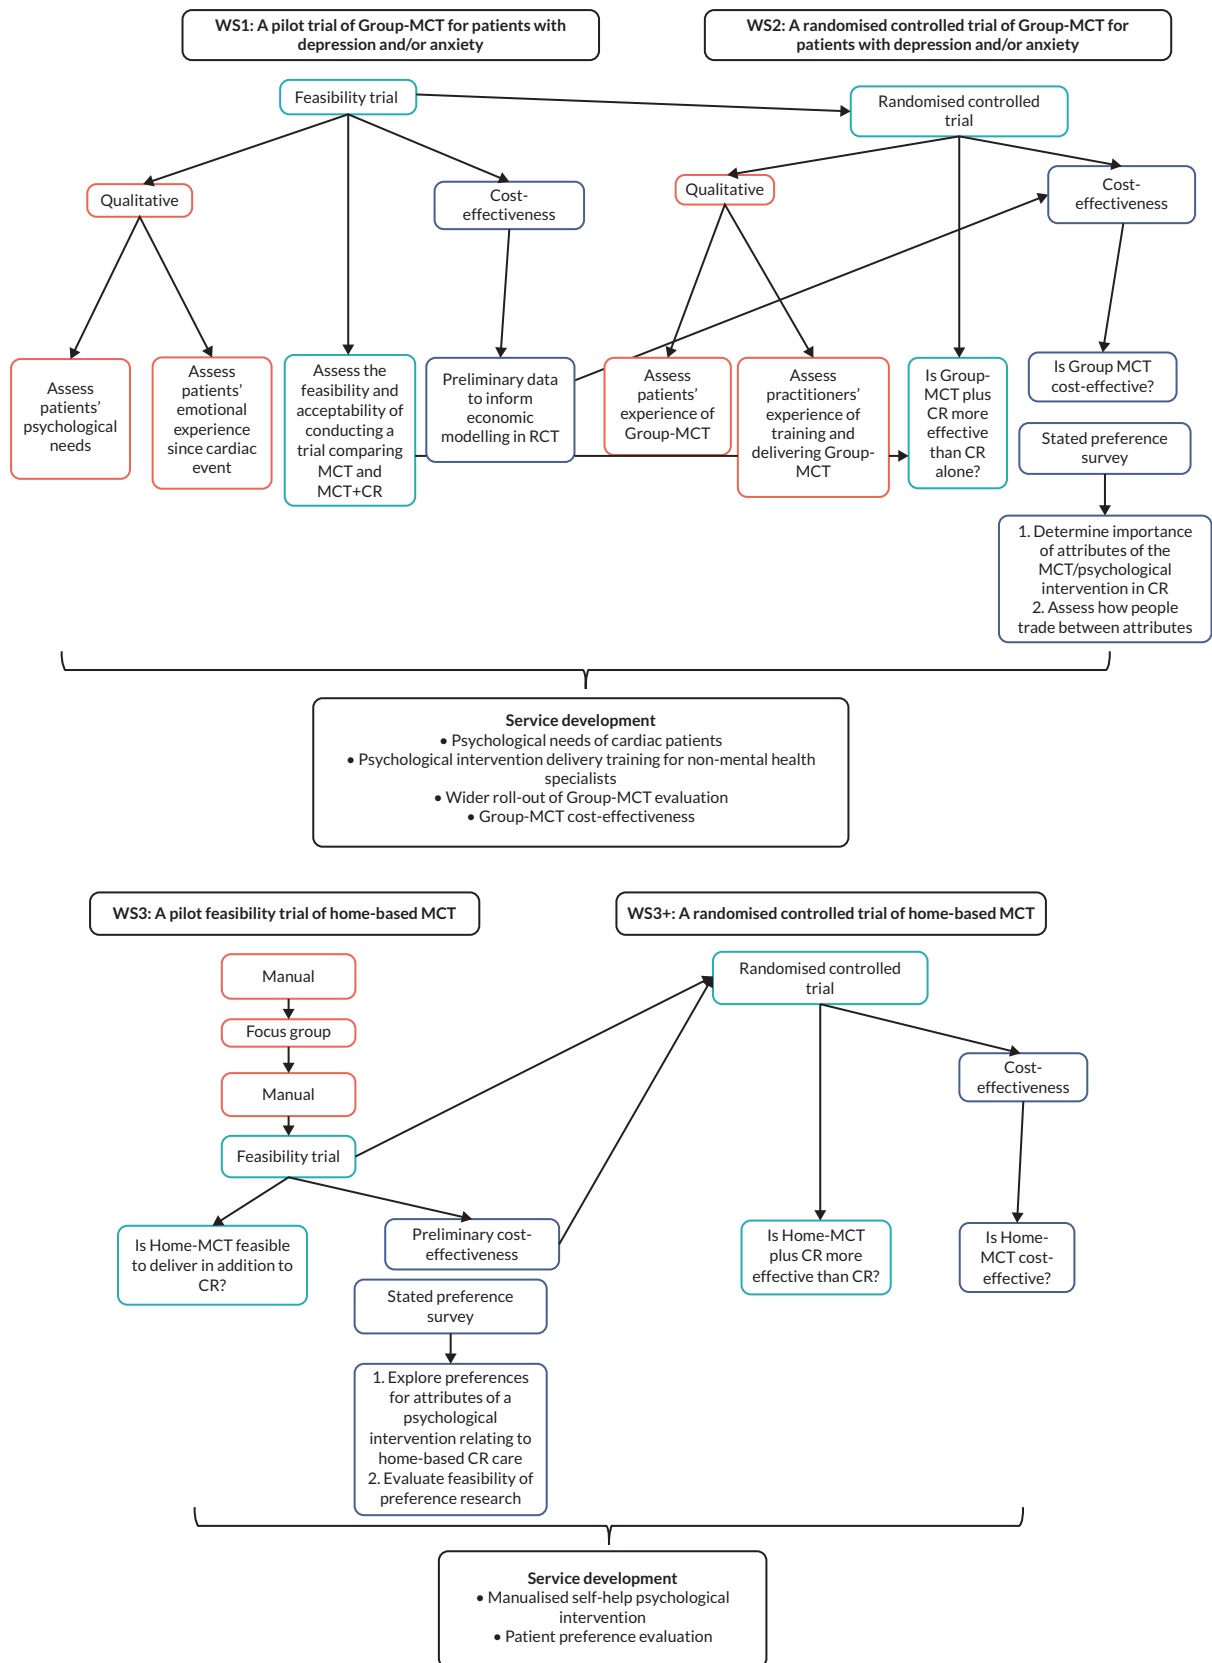 WS1: A pilot trial of Group-MCT for patients with
depression and/or anxiety
WS2: A randomised controlled trial of Group-MCT for
patients with depression and/or anxiety
Feasibility trial
Randomised controlled
trial
Qualitative
Cost-
effectiveness
Qualitative
Cost-
effectiveness
Assess
patients’
psychological
needs
Assess
patients’
emotional
experience
since cardiac
event
Assess the
feasibility and
acceptability of
conducting a
trial comparing
MCT and
MCT+CR
Preliminary data
to inform
economic
modelling in RCT
Assess
patients’
experience of
Group-MCT
Assess
practitioners’
experience of
training and
delivering Group-
MCT
Is Group-
MCT plus
CR more
effective
than CR
alone?
Is Group MCT
cost-effective?
Stated preference
survey
1. Determine importance
of attributes of the
MCT/psychological
intervention in CR
2. Assess how people
trade between attributes
Service development
• Psychological needs of cardiac patients
• Psychological intervention delivery training for non-mental health
specialists
• Wider roll-out of Group-MCT evaluation
• Group-MCT cost-effectiveness
WS3: A pilot feasibility trial of home-based MCT
WS3+: A randomised controlled trial of home-based MCT
Manual
Focus group
Manual
Feasibility trial
Is Home-MCT feasible
to deliver in addition to
CR?
Preliminary cost-
effectiveness
Stated preference
survey
1. Explore preferences
for attributes of a
psychological
intervention relating to
home-based CR care
2. Evaluate feasibility of
preference research
Randomised controlled
trial
Cost-
effectiveness
Is Home-MCT
plus CR more
effective than CR?
Is Home-
MCT cost-
effective?
Service development
• Manualised self-help psychological
intervention
• Patient preference evaluation